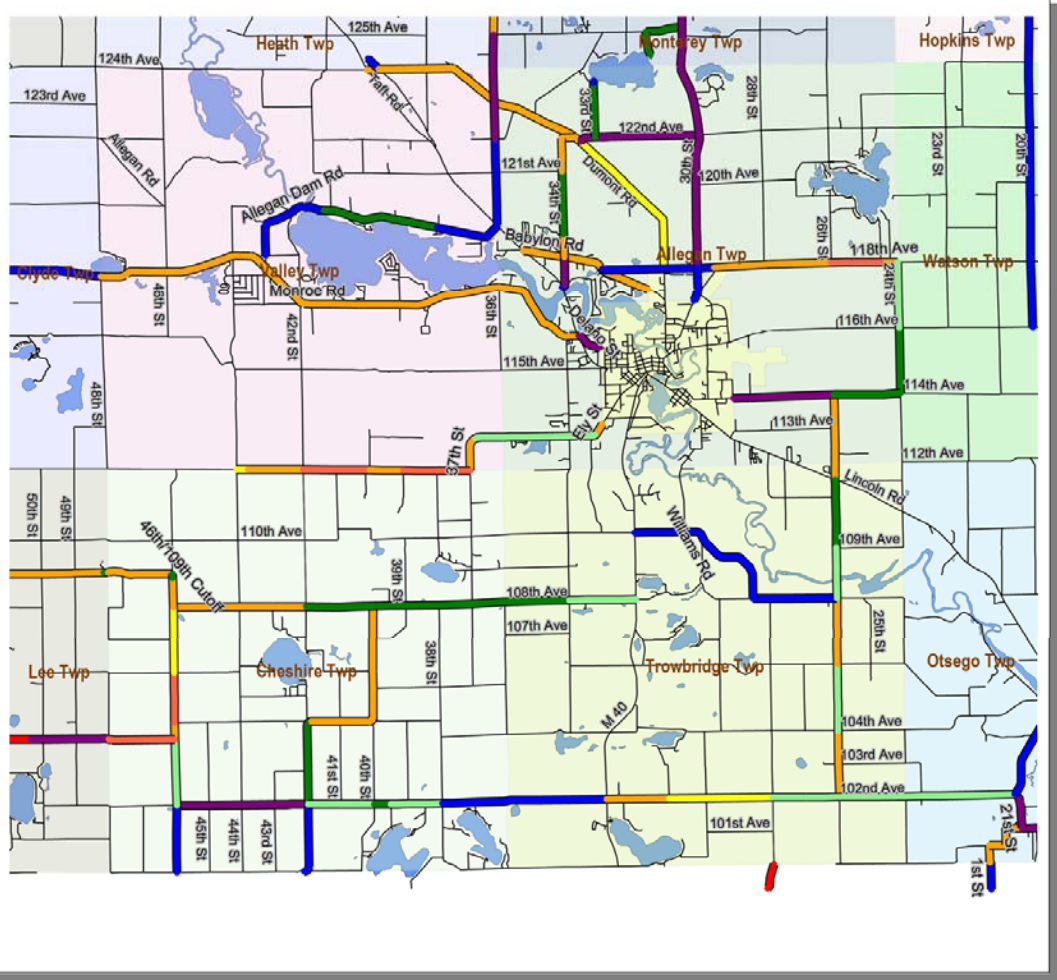 125th Ave
Heath Twp
Monterey Twp
Hopkins Twp
124th Ave
Taft Rd
28th St
123rd Ave
33rd St
122nd Ave
30th St
23rd St
20th St
Allegan Rd
121st Ave
Dumont Rd
120th Ave
34th St
Allegan Dam Rd
26th St
Babylon Rd
118th Ave
Allegan Twp
Watson Twp
Clyde Twp
Valley Twp
24th St
Monroe Rd
46th St
36th St
42nd St
Delano St
116th Ave
115th Ave
114th Ave
48th St
113th Ave
Ely St
37th St
112th Ave
Lincoln Rd
50th St
49th St
110th Ave
46th/109th Cutoff
Williams Rd
109th Ave
39th St
108th Ave
107th Ave
25th St
38th St
Lee Twp
Cheshire Twp
Trowbridge Twp
Otsego Twp
M 40
104th Ave
103rd Ave
41st St
40th St
102nd Ave
45th St
44th St
43rd St
101st Ave
21st St
1st St